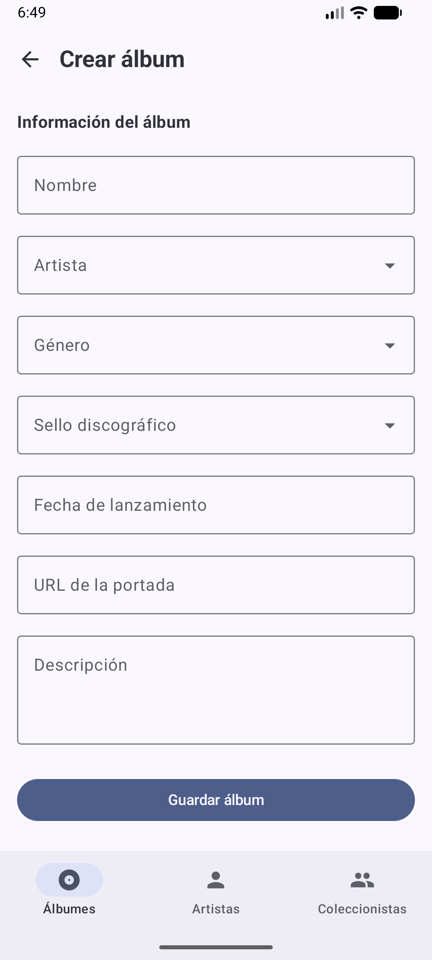 6:49
Crear álbum
Información del álbum
Nombre
Artista
Género
Sello discográfico
Fecha de lanzamiento
URL de la portada
Descripción
Guardar álbum
Álbumes
Artistas
Coleccionistas